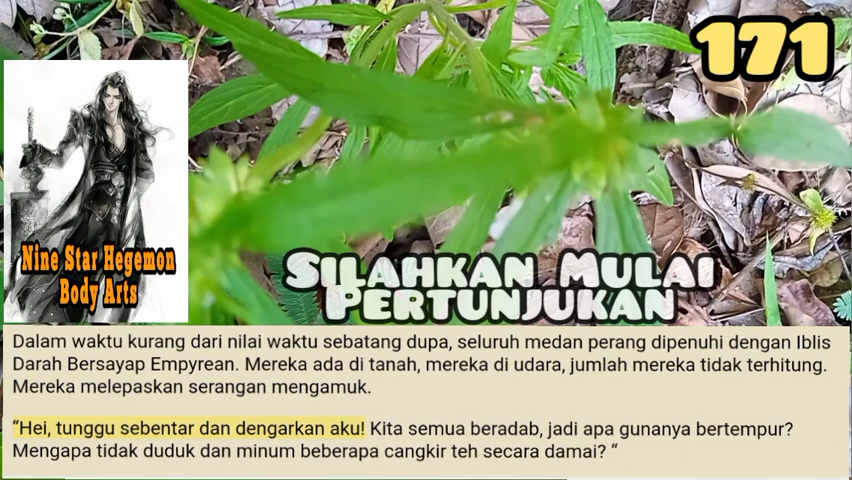 171
Nine Star Hegemon
Body Arts
Silahkan Mulai
Pertunjukan
Dalam waktu kurang dari nilai waktu sebatang dupa, seluruh medan perang dipenuhi dengan Iblis
Darah Bersayap Empyrean. Mereka ada di tanah, mereka di udara, jumlah mereka tidak terhitung.
Mereka melepaskan serangan mengamuk.
“Hei, tunggu sebentar dan dengarkan aku! Kita semua beradab, jadi apa gunanya bertempur?
Mengapa tidak duduk dan minum beberapa cangkir teh secara damai? “